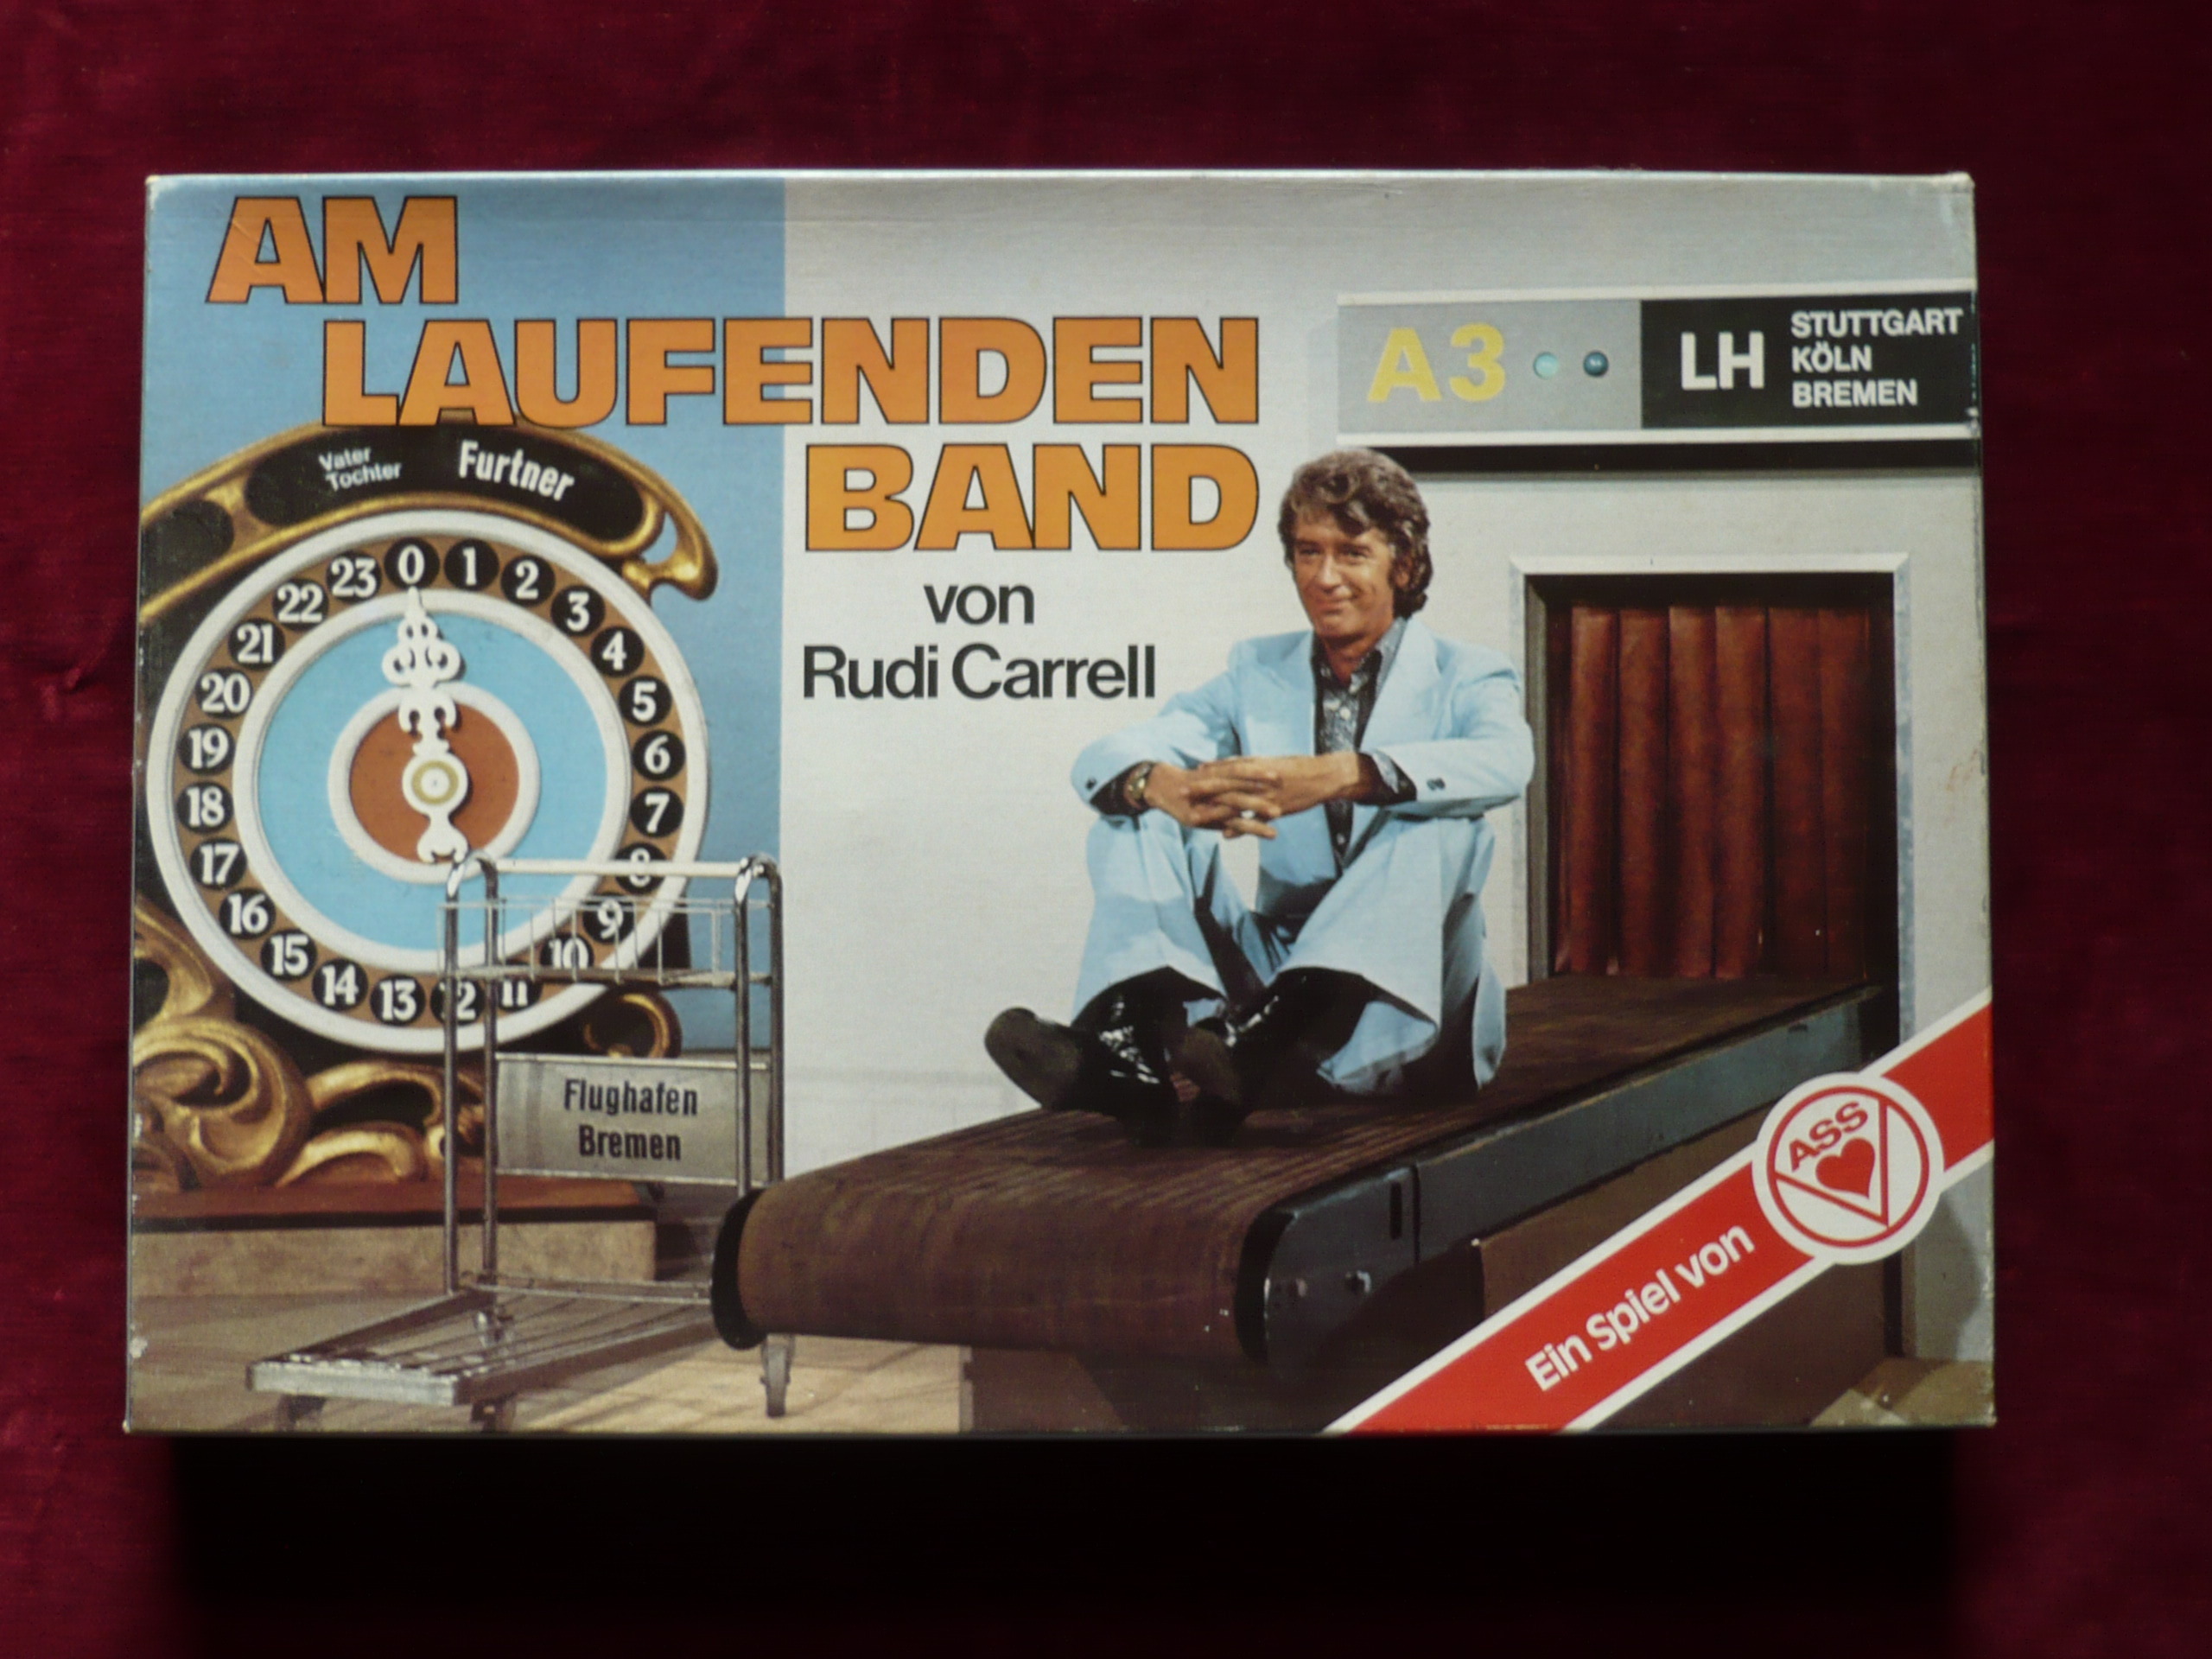 AM
LAUFENDEN
BAND
von
Rudi Carrell
A3
LH
STUTTGART
KÖLN
BREMEN
Vater
Tochter
Furtner
0
1
2
3
4
5
6
7
8
9
10
11
12
13
14
15
16
17
18
19
20
21
22
23
Flughafen
Bremen
Ein Spiel von
ASS